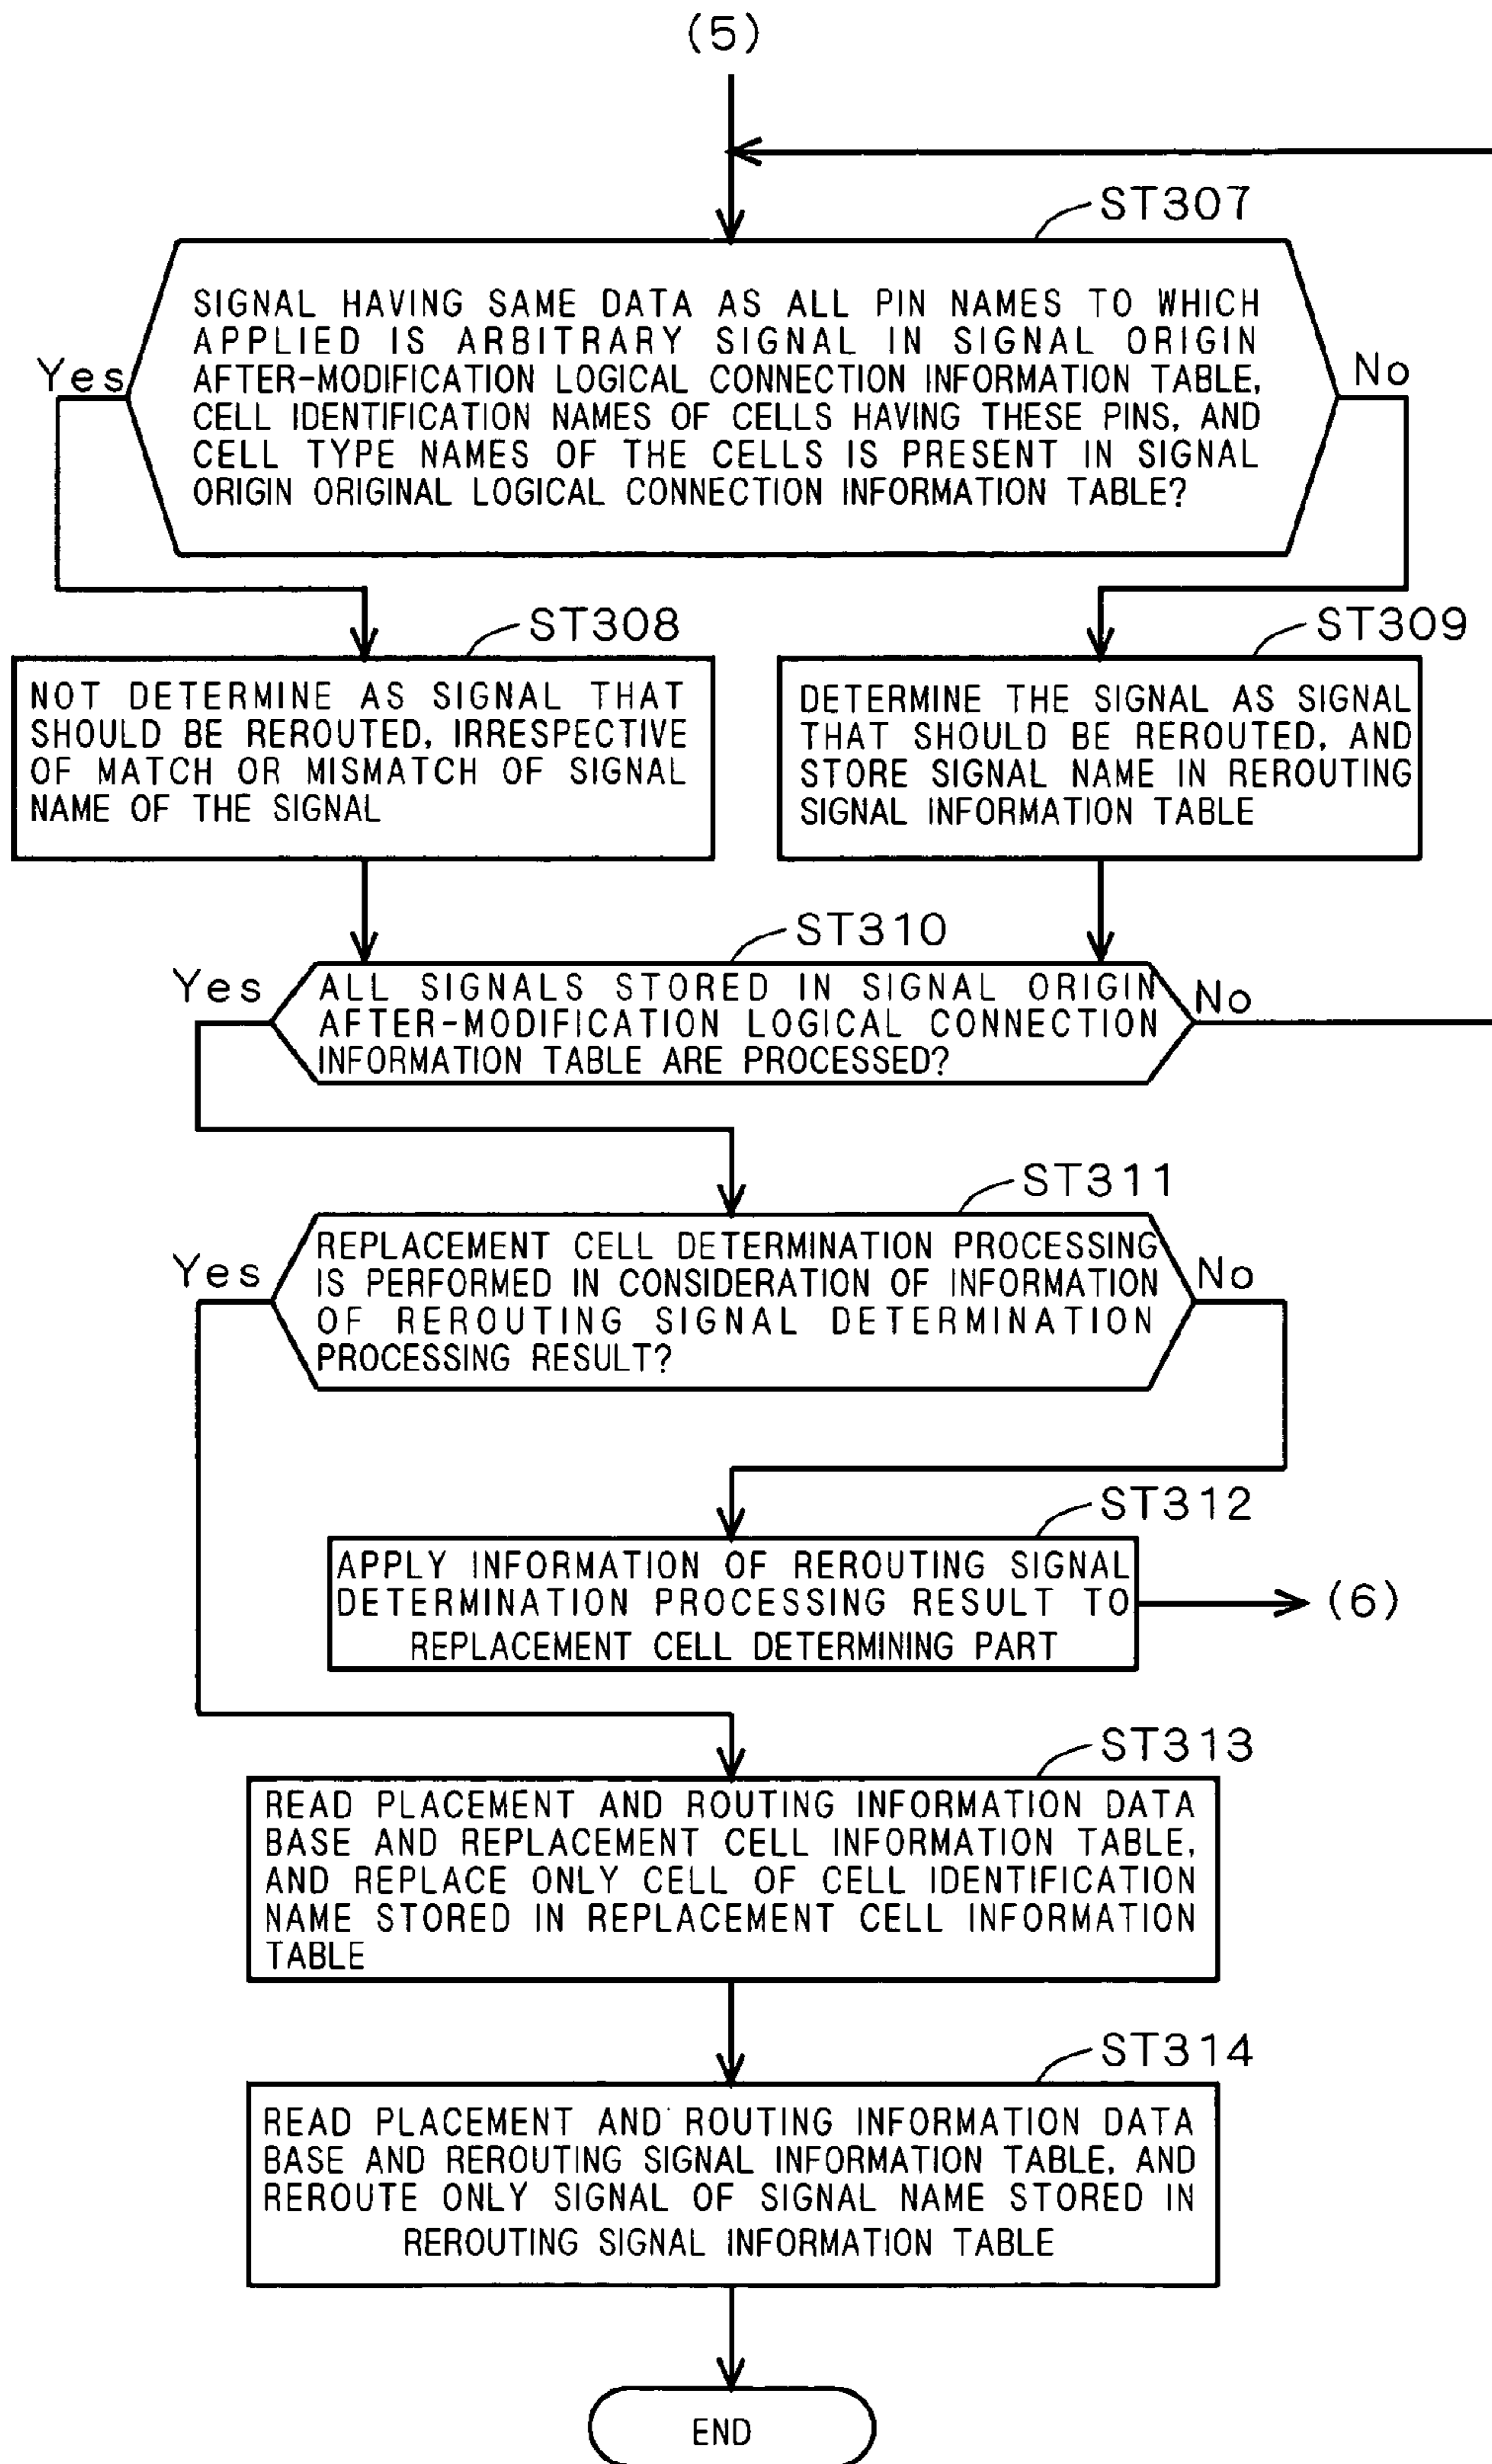 (5)
ST307
SIGNAL HAVING SAME DATA AS ALL PIN NAMES TO WHICH
APPLIED IS ARBITRARY SIGNAL IN SIGNAL ORIGIN
AFTER-MODIFICATION LOGICAL CONNECTION INFORMATION TABLE,
CELL IDENTIFICATION NAMES OF CELLS HAVING THESE PINS, AND
CELL TYPE NAMES OF THE CELLS IS PRESENT IN SIGNAL
ORIGIN ORIGINAL LOGICAL CONNECTION INFORMATION TABLE?
Yes
No
ST308
NOT DETERMINE AS SIGNAL THAT
SHOULD BE REROUTED, IRRESPECTIVE
OF MATCH OR MISMATCH OF SIGNAL
NAME OF THE SIGNAL
ST309
DETERMINE THE SIGNAL AS SIGNAL
THAT SHOULD BE REROUTED, AND
STORE SIGNAL NAME IN REROUTING
SIGNAL INFORMATION TABLE
ST310
Yes
ALL SIGNALS STORED IN SIGNAL ORIGIN
AFTER-MODIFICATION LOGICAL CONNECTION
INFORMATION TABLE ARE PROCESSED?
No
ST311
Yes
REPLACEMENT CELL DETERMINATION PROCESSING
IS PERFORMED IN CONSIDERATION OF INFORMATION
OF REROUTING SIGNAL DETERMINATION
PROCESSING RESULT?
No
ST312
APPLY INFORMATION OF REROUTING SIGNAL
DETERMINATION PROCESSING RESULT TO
REPLACEMENT CELL DETERMINING PART
(6)
ST313
READ PLACEMENT AND ROUTING INFORMATION DATA
BASE AND REPLACEMENT CELL INFORMATION TABLE,
AND REPLACE ONLY CELL OF CELL IDENTIFICATION
NAME STORED IN REPLACEMENT CELL INFORMATION
TABLE
ST314
READ PLACEMENT AND ROUTING INFORMATION DATA
BASE AND REROUTING SIGNAL INFORMATION TABLE, AND
REROUTE ONLY SIGNAL OF SIGNAL NAME STORED IN
REROUTING SIGNAL INFORMATION TABLE
END